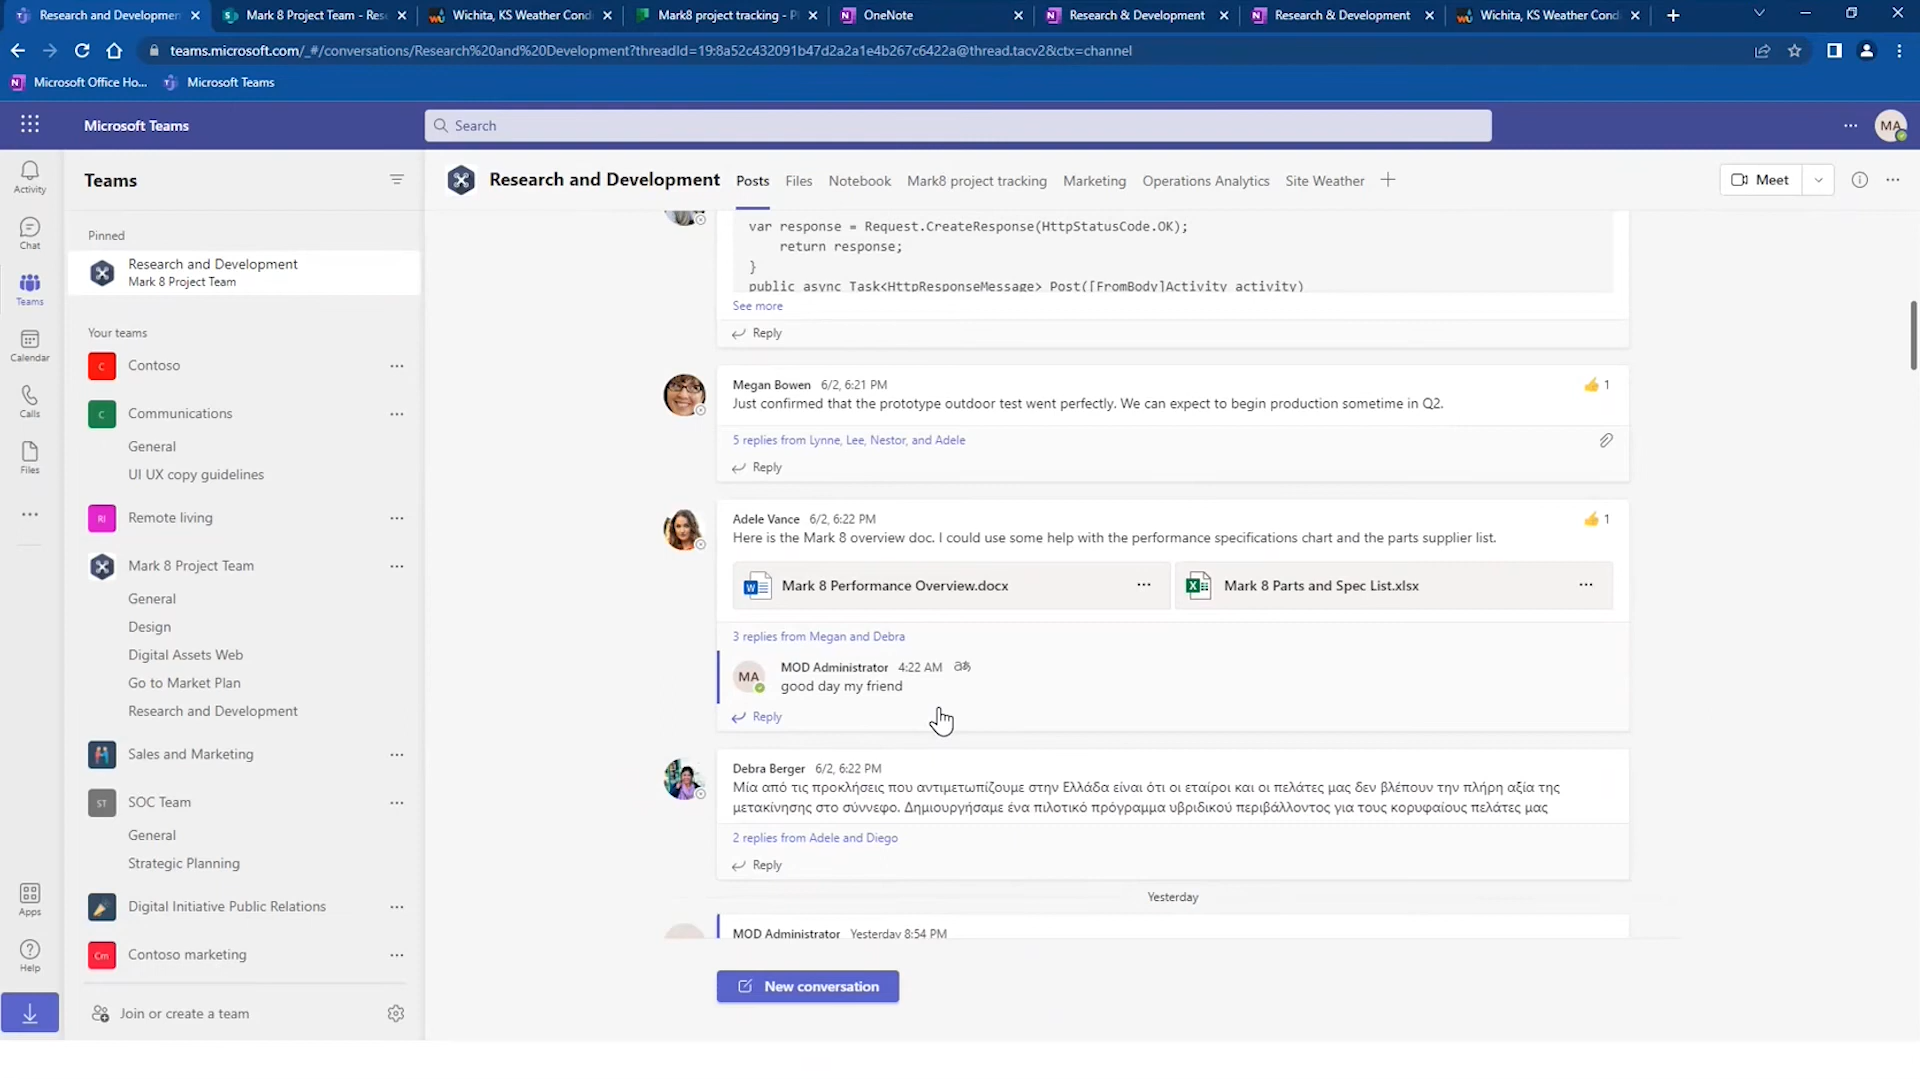 Research and Developmen
Mark 8 Project Team - Res
Wichita, KS Weather Cond
Mark8 project tracking - P
OneNote
Research & Development
Research & Development
Wichita, KS Weather Cond
teams.microsoft.com/_#/conversations/Research%20and%20Development?threadId=19:8a52c432091b47d2a2a1e4b267c6422a@thread.tacv2&ctx=channel
Microsoft Office Ho...
Microsoft Teams
Microsoft Teams
Search
MA
Activity
Chat
Teams
Calendar
Calls
Files
Apps
Help
Teams
Pinned
Research and Development
Mark 8 Project Team
Your teams
C Contoso
C Communications
General
UI UX copy guidelines
Rl Remote living
Mark 8 Project Team
General
Design
Digital Assets Web
Go to Market Plan
Research and Development
Sales and Marketing
ST SOC Team
General
Strategic Planning
Digital Initiative Public Relations
Cm Contoso marketing
Join or create a team
Research and Development
Posts
Files
Notebook
Mark8 project tracking
Marketing
Operations Analytics
Site Weather
Meet
var response = Request.CreateResponse(HttpStatusCode.OK);
return response;
}
public async Task<HttpResponseMessage> Post([FromBody]Activity activity)
See more
Reply
Megan Bowen 6/2, 6:21 PM
1
Just confirmed that the prototype outdoor test went perfectly. We can expect to begin production sometime in Q2.
5 replies from Lynne, Lee, Nestor, and Adele
Reply
Adele Vance 6/2, 6:22 PM
1
Here is the Mark 8 overview doc. I could use some help with the performance specifications chart and the parts supplier list.
Mark 8 Performance Overview.docx
Mark 8 Parts and Spec List.xlsx
3 replies from Megan and Debra
MA
MOD Administrator 4:22 AM
good day my friend
Reply
Debra Berger 6/2, 6:22 PM
Μία από τις προκλήσεις που αντιμετωπίζουμε στην Ελλάδα είναι ότι οι εταίροι και οι πελάτες μας δεν βλέπουν την πλήρη αξία της
μετακίνησης στο σύννεφο. Δημιουργήσαμε ένα πιλοτικό πρόγραμμα υβριδικού περιβάλλοντος για τους κορυφαίους πελάτες μας
2 replies from Adele and Diego
Reply
Yesterday
MOD Administrator Yesterday 8:54 PM
New conversation